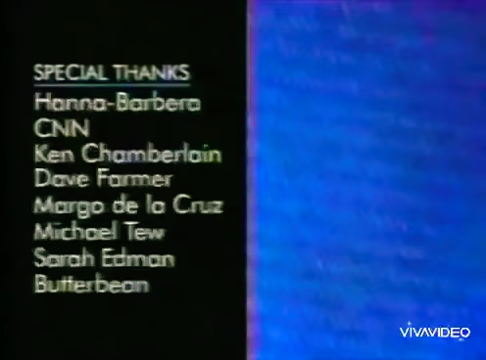 SPECIAL THANKS
Hanna-Barbera
CNN
Ken Chamberlain
Dave Farmer
Margo de la Cruz
Michael Tew
Sarah Edman
Butterbean
VIVAVIDEO